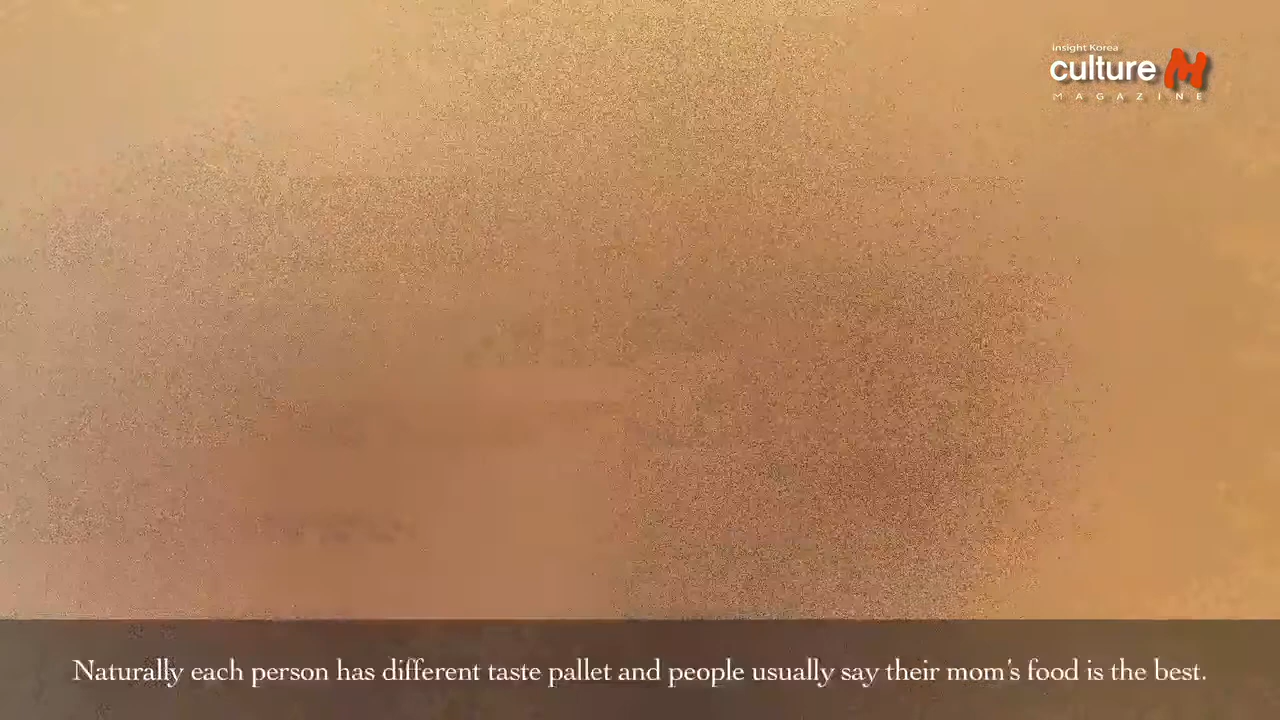 Insight Korea
culture M
MAGAZINE
Naturally each person has different taste pallet and people usually say their mom's food is the best.